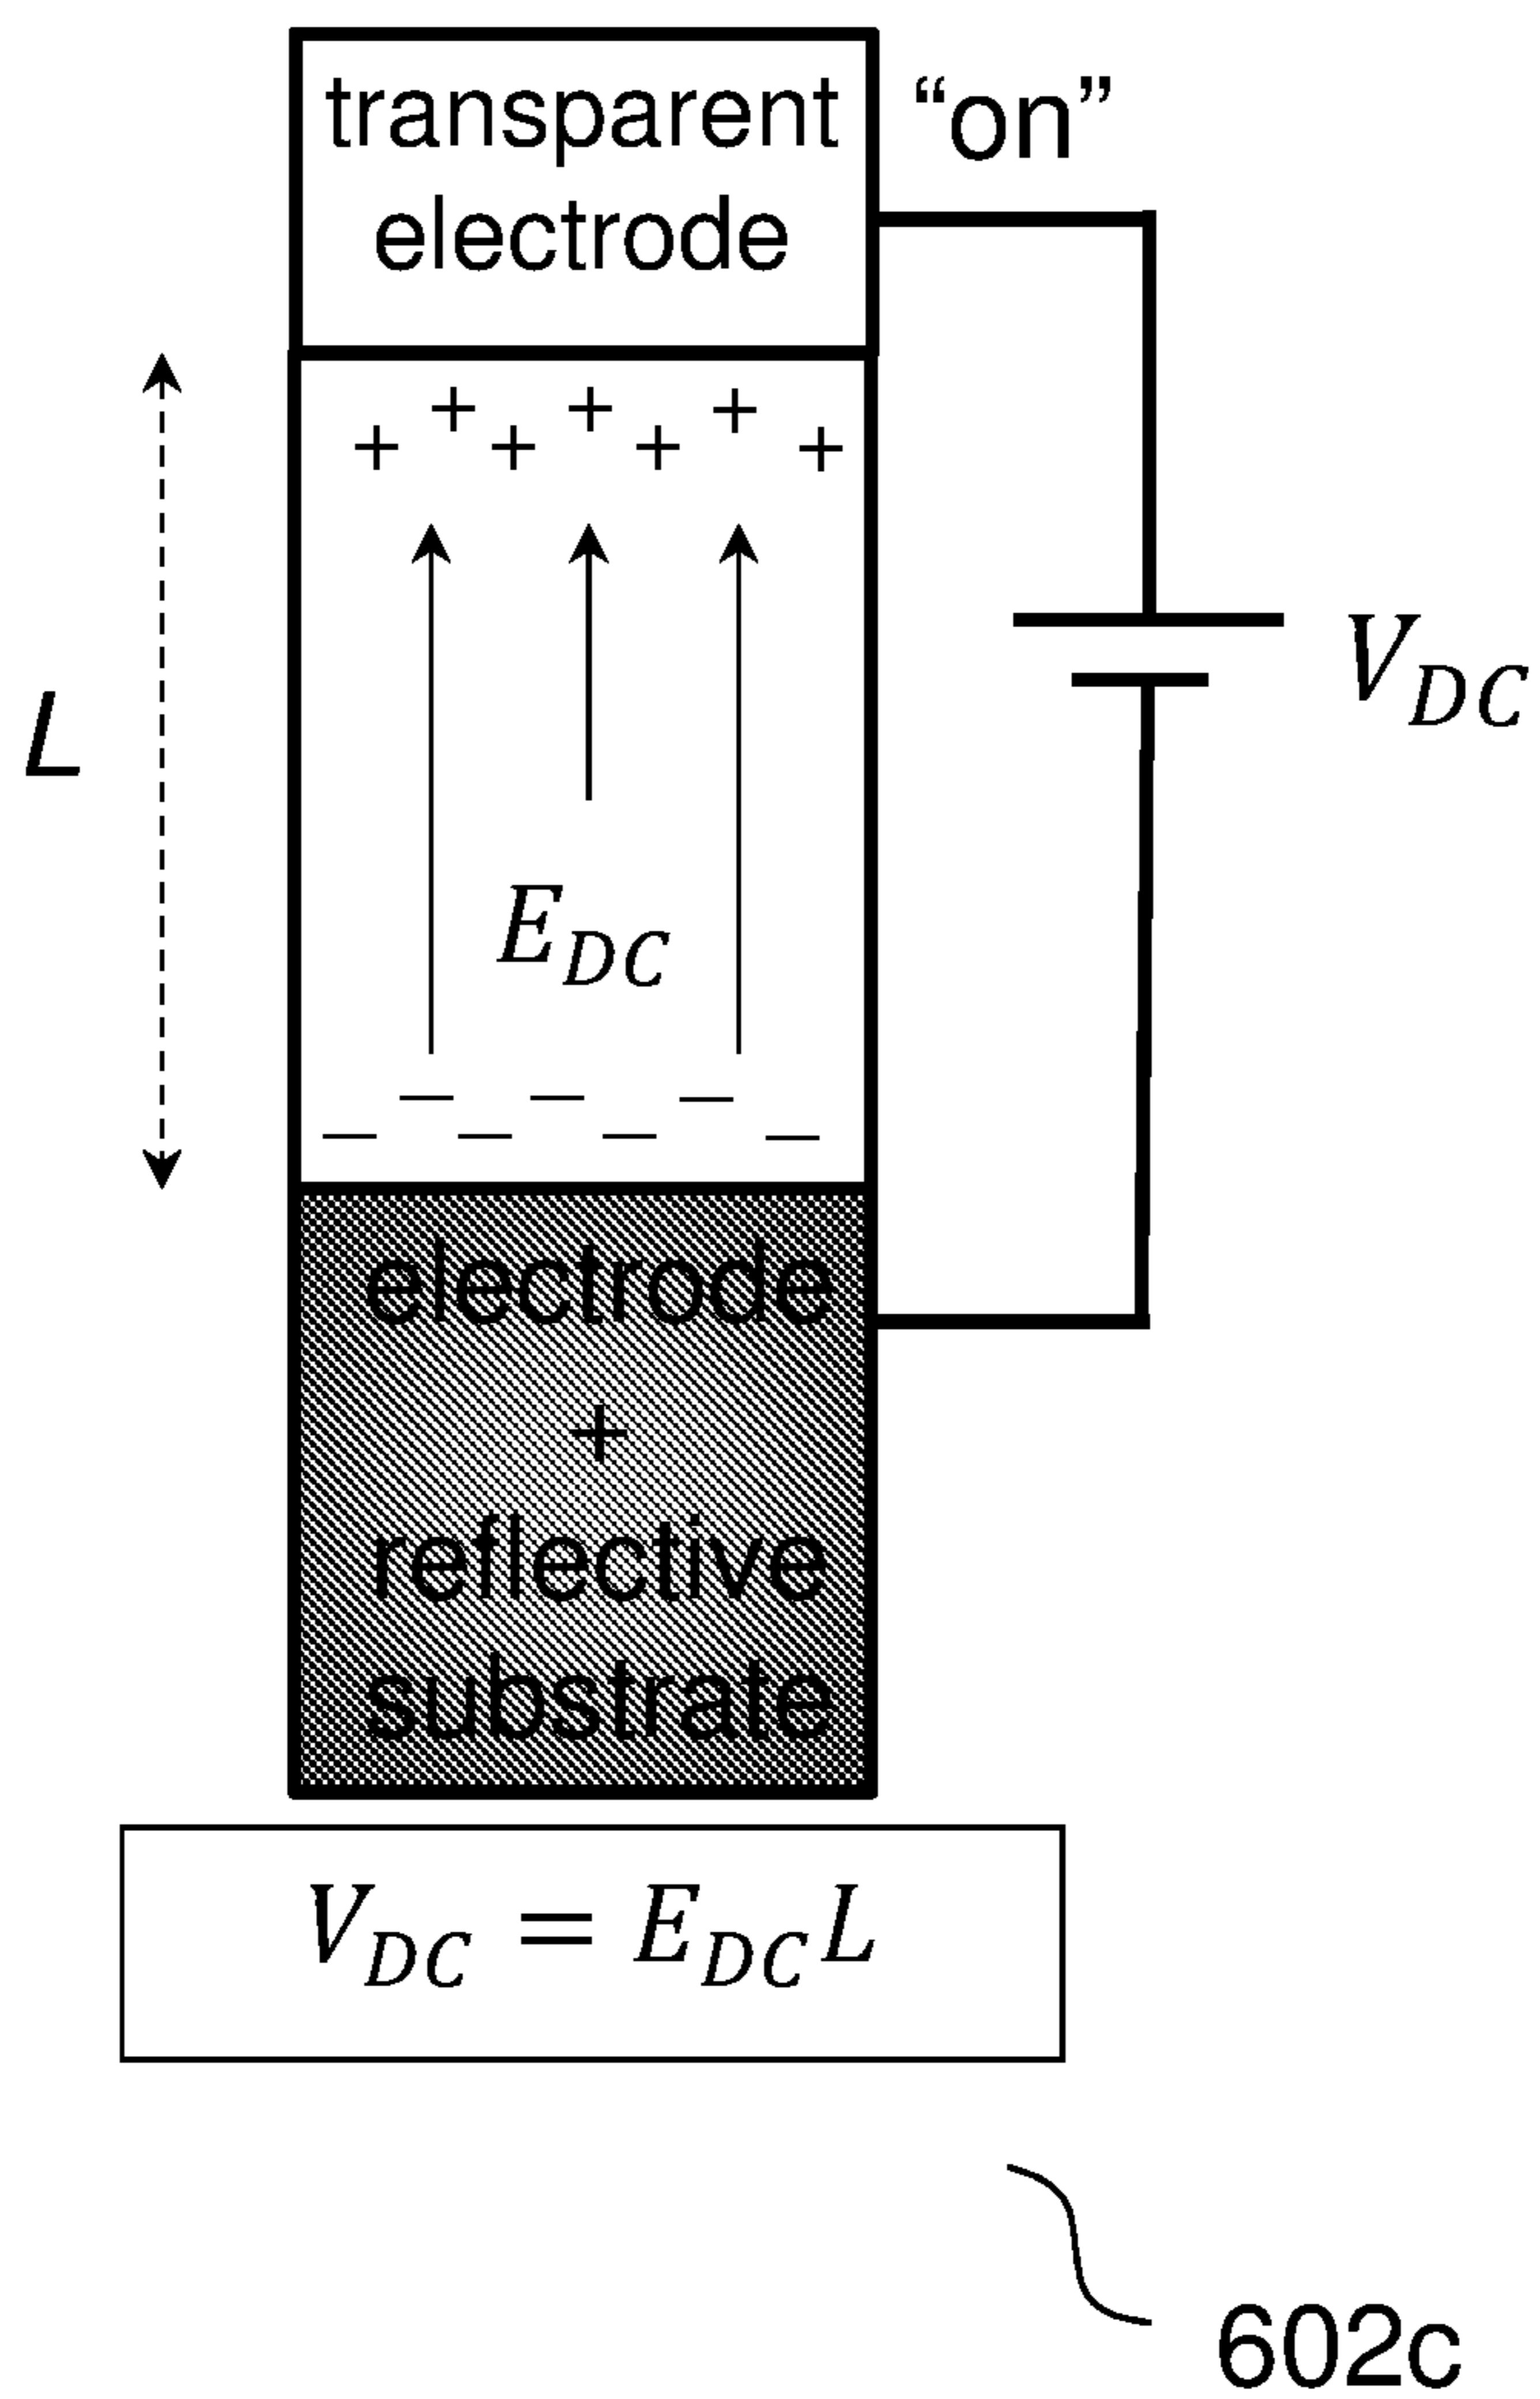 transparent
electrode
“on”
+ + + + + + +
L
V_DC
E_DC
— — — — — — —
electrode
+
reflective
substrate
V_DC = E_DC L
602c